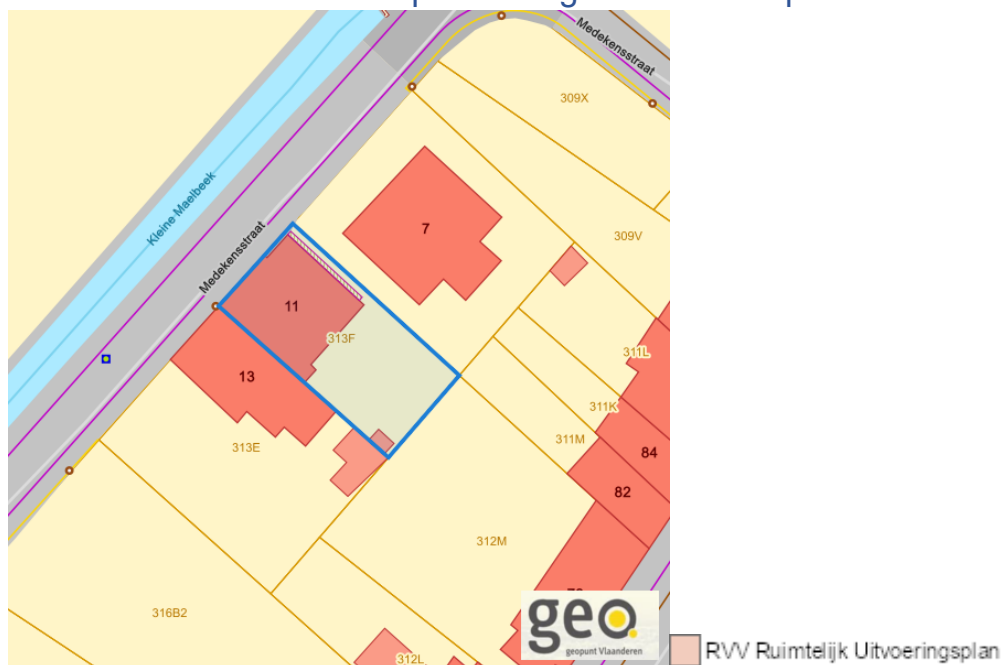 Medekensstraat
309X
Kleine Maelbeek
7
309V
Medekensstraat
11
313F
311L
13
311K
313E
311M
84
82
312M
316B2
312L
geo.
geopunt Vlaanderen
RVV Ruimtelijk Uitvoeringsplan